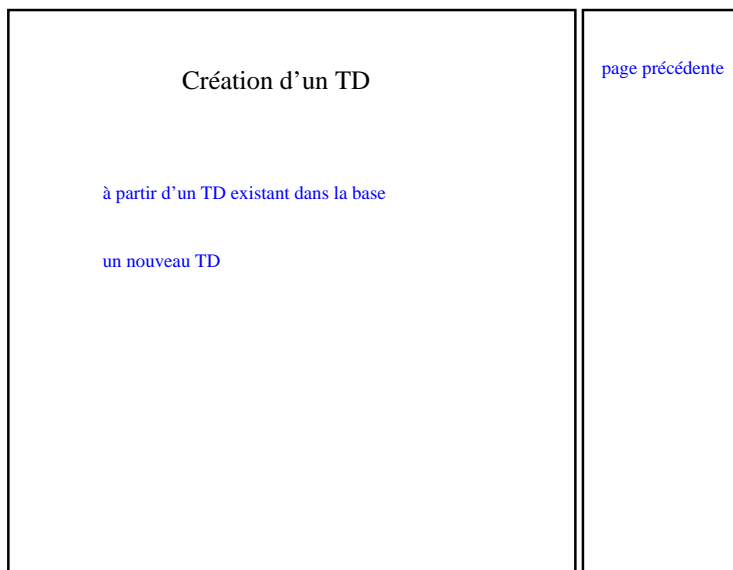 Création d’un TD
page précédente
à partir d’un TD existant dans la base
un nouveau TD